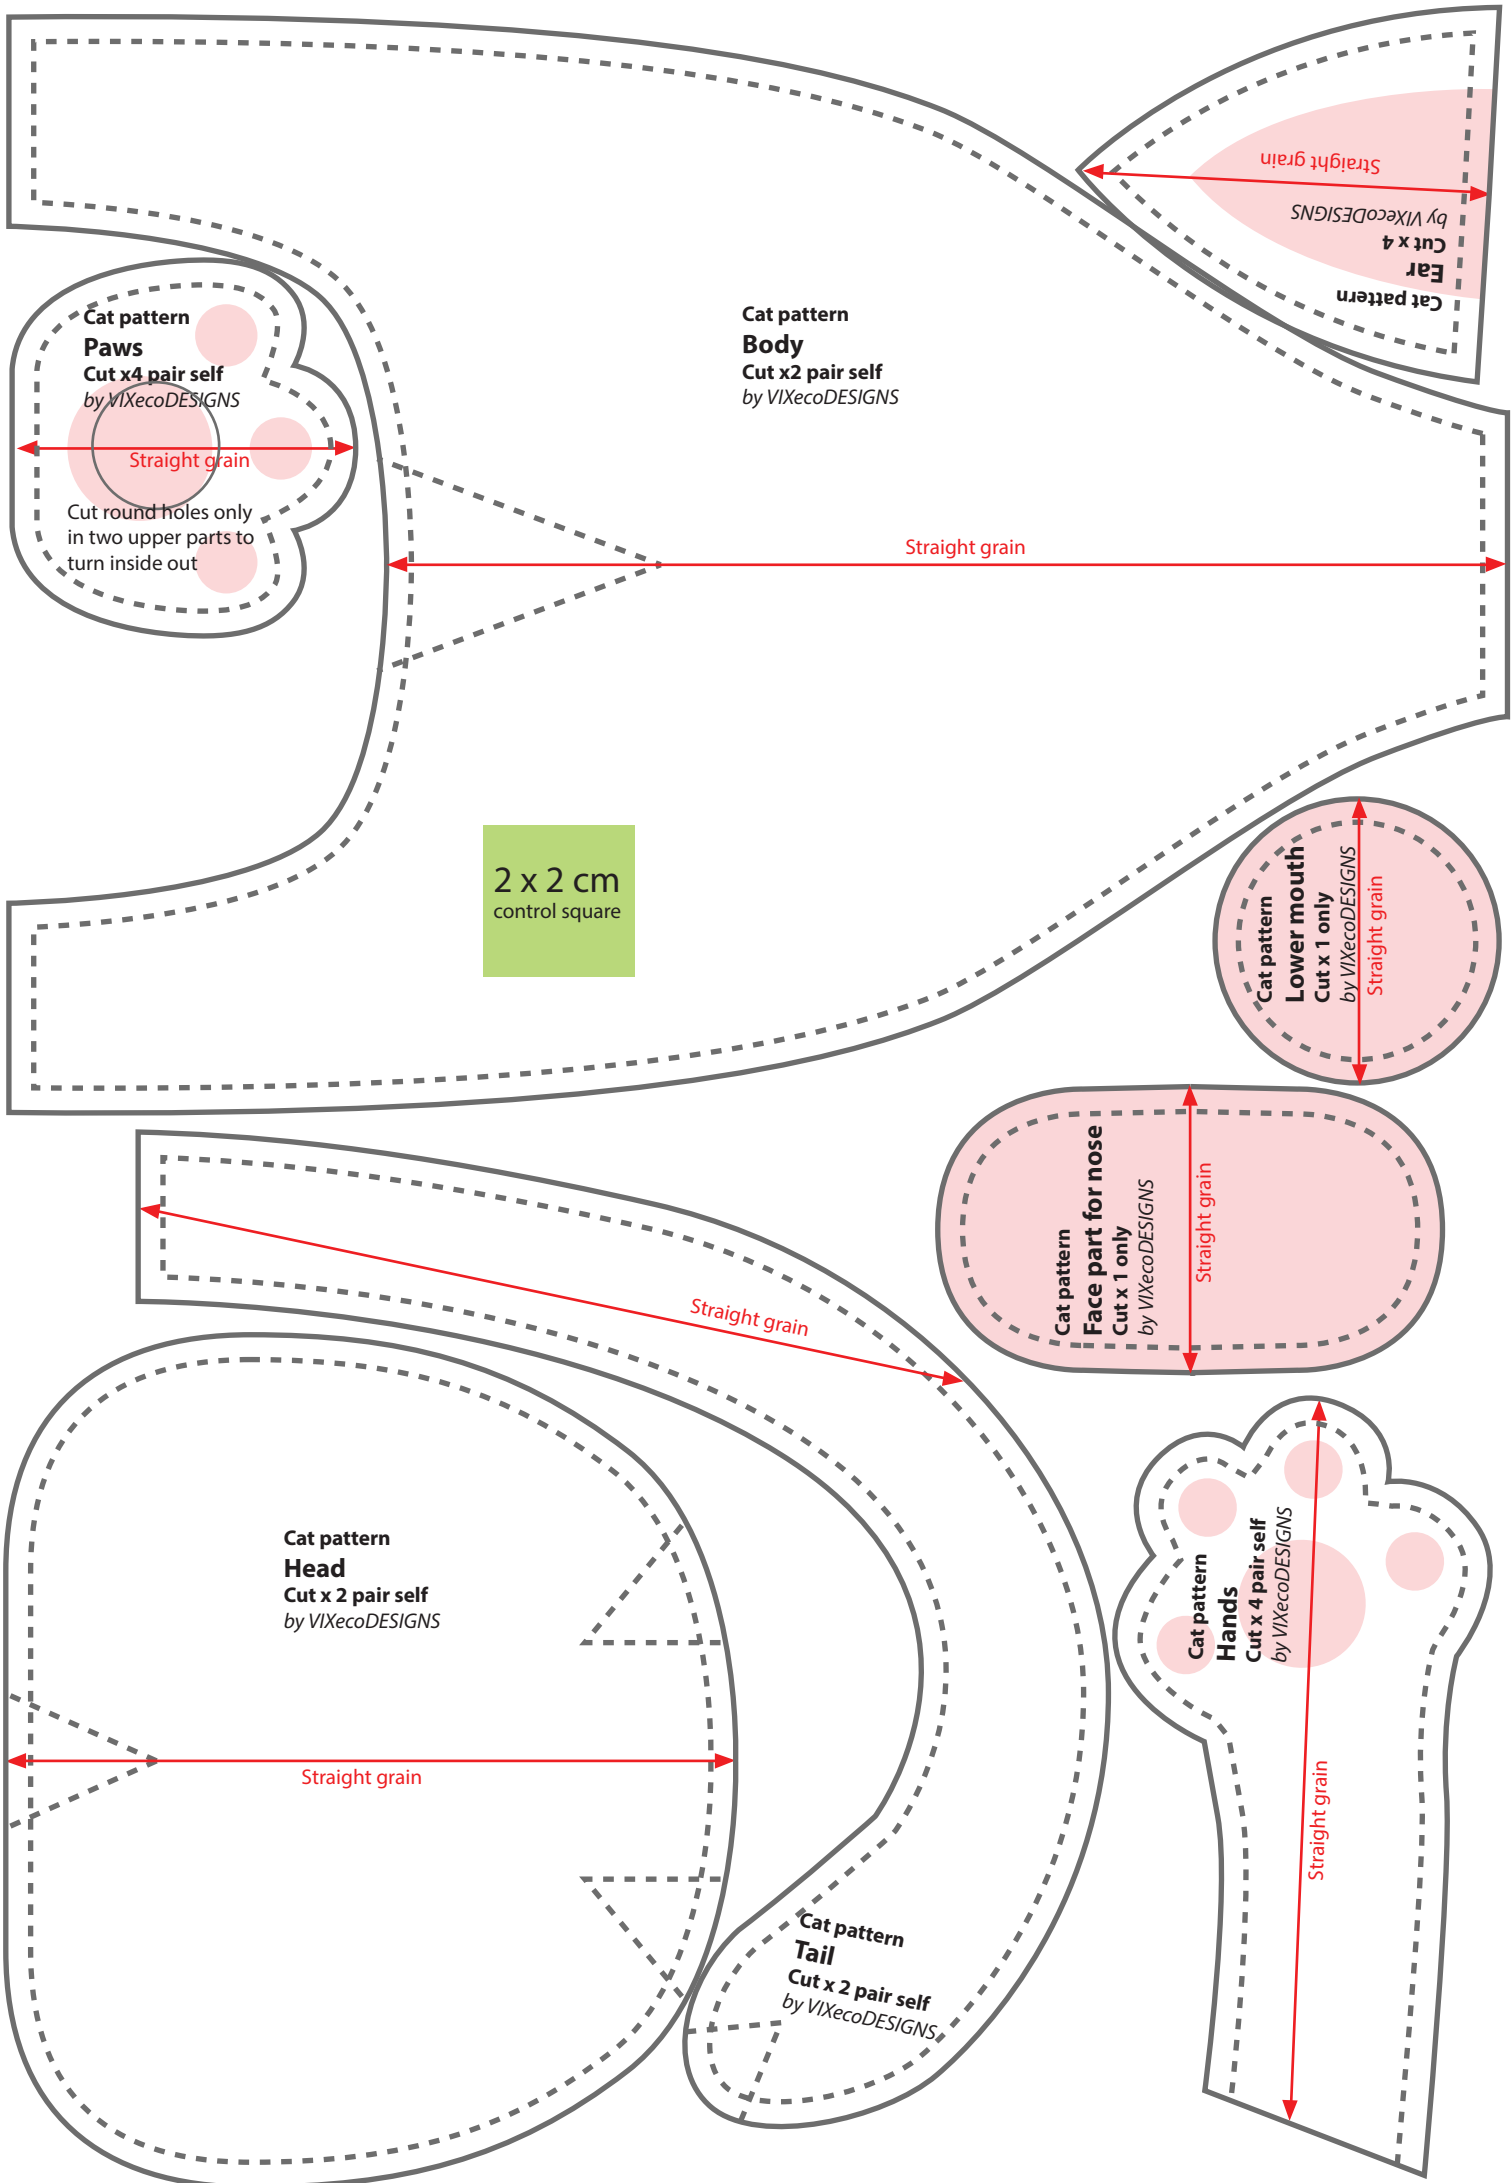 Straight grain
Cat pattern
Ear
Cut x 4
by VIXecoDESIGNS
Cat pattern
Paws
Cut x4 pair self
by VIXecoDESIGNS
Straight grain
Cut round holes only
in two upper parts to
turn inside out
Cat pattern
Body
Cut x2 pair self
by VIXecoDESIGNS
Straight grain
2 x 2 cm
control square
Cat pattern
Lower mouth
Cut x 1 only
by VIXecoDESIGNS
Straight grain
Cat pattern
Face part for nose
Cut x 1 only
by VIXecoDESIGNS
Straight grain
Straight grain
Cat pattern
Head
Cut x 2 pair self
by VIXecoDESIGNS
Straight grain
Cat pattern
Tail
Cut x 2 pair self
by VIXecoDESIGNS
Cat pattern
Hands
Cut x 4 pair self
by VIXecoDESIGNS
Straight grain